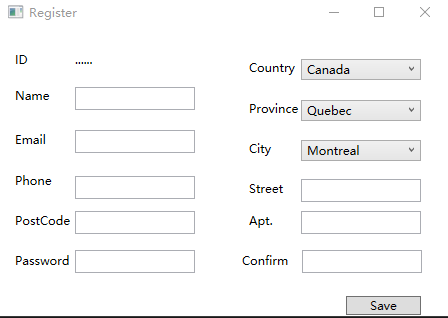 Register
ID ......
Country Canada
Name
Province Quebec
Email
City Montreal
Phone
Street
PostCode
Apt.
Password
Confirm
Save